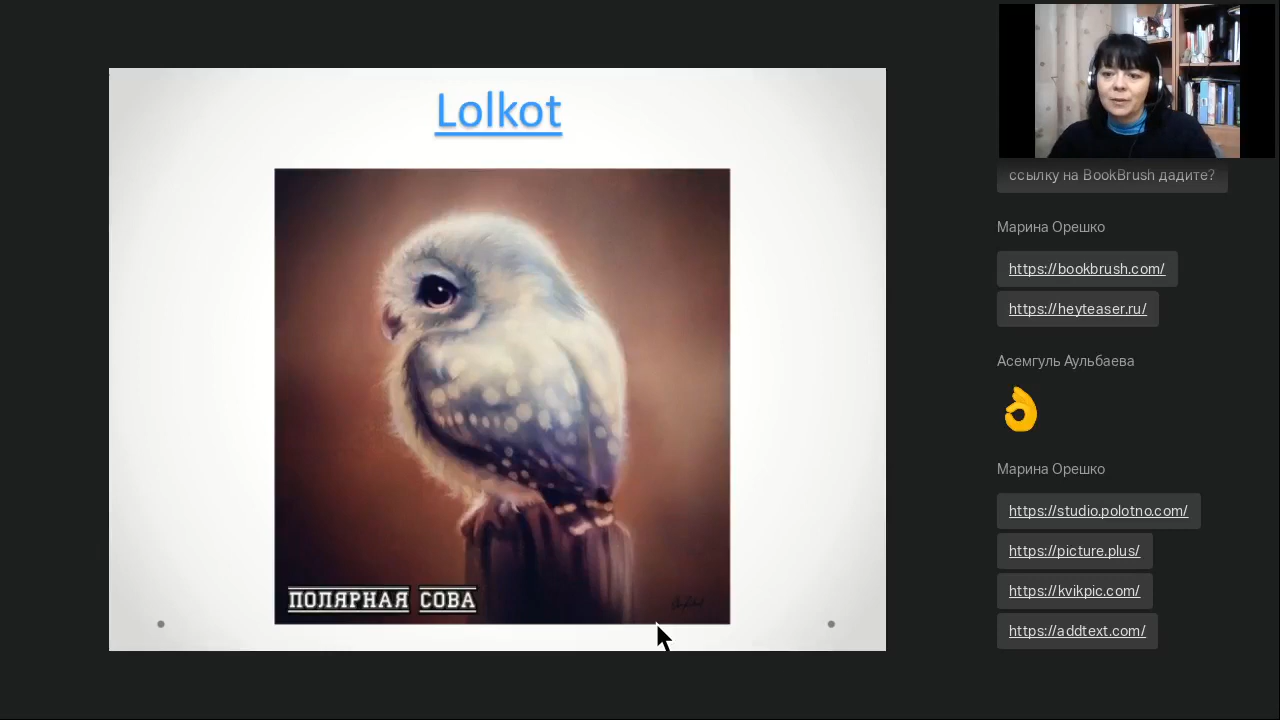 Lolkot
ПОЛЯРНАЯ СОВА
ссылку на BookBrush дадите?
Марина Орешко
https://bookbrush.com/
https://heyteaser.ru/
Асемгуль Аульбаева
Марина Орешко
https://studio.polotno.com/
https://picture.plus/
https://kvikpic.com/
https://addtext.com/